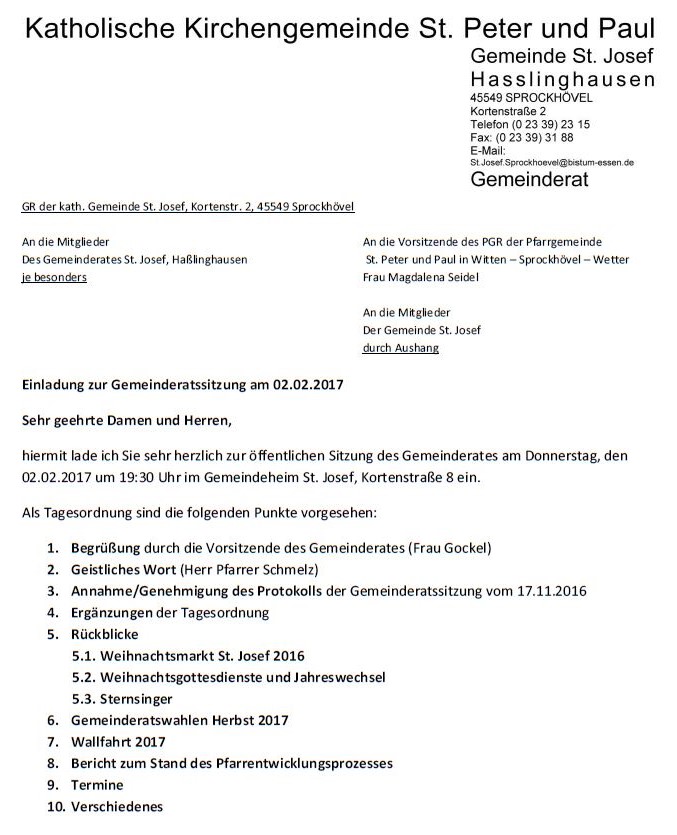 Katholische Kirchengemeinde St. Peter und Paul
Gemeinde St. Josef
Hasslinghausen
45549 SPROCKHÖVEL
Kortenstraße 2
Telefon (0 23 39) 23 15
Fax: (0 23 39) 31 88
E-Mail:
St.Josef.Sprockhoevel@bistum-essen.de
Gemeinderat
GR der kath. Gemeinde St. Josef, Kortenstr. 2, 45549 Sprockhövel
An die Mitglieder
Des Gemeinderates St. Josef, Haßlinghausen
je besonders
An die Vorsitzende des PGR der Pfarrgemeinde
St. Peter und Paul in Witten – Sprockhövel – Wetter
Frau Magdalena Seidel
An die Mitglieder
Der Gemeinde St. Josef
durch Aushang
Einladung zur Gemeinderatssitzung am 02.02.2017
Sehr geehrte Damen und Herren,
hiermit lade ich Sie sehr herzlich zur öffentlichen Sitzung des Gemeinderates am Donnerstag, den
02.02.2017 um 19:30 Uhr im Gemeindeheim St. Josef, Kortenstraße 8 ein.
Als Tagesordnung sind die folgenden Punkte vorgesehen:
1. Begrüßung durch die Vorsitzende des Gemeinderates (Frau Gockel)
2. Geistliches Wort (Herr Pfarrer Schmelz)
3. Annahme/Genehmigung des Protokolls der Gemeinderatssitzung vom 17.11.2016
4. Ergänzungen der Tagesordnung
5. Rückblicke
5.1. Weihnachtsmarkt St. Josef 2016
5.2. Weihnachtsgottesdienste und Jahreswechsel
5.3. Sternsinger
6. Gemeinderatswahlen Herbst 2017
7. Wallfahrt 2017
8. Bericht zum Stand des Pfarrentwicklungsprozesses
9. Termine
10. Verschiedenes